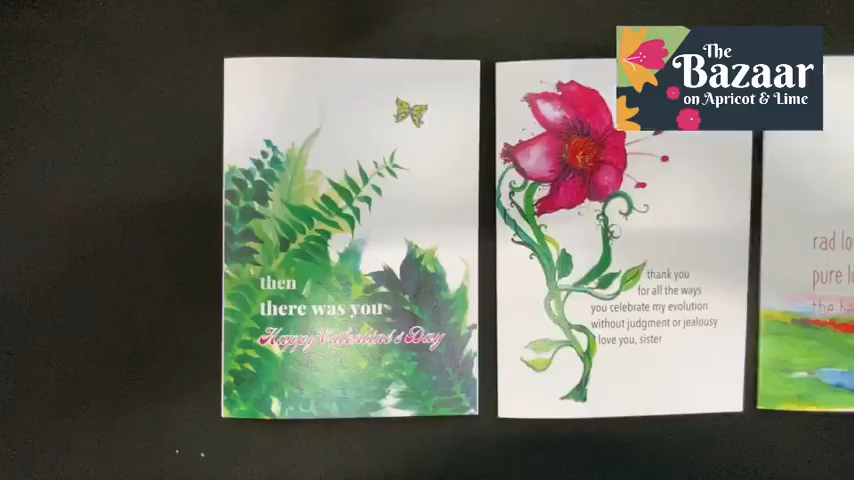 The
Bazaar
on Apricot & Lime
then
there was you
Happy Valentine's Day
thank you
for all the ways
you celebrate my evolution
without judgment or jealousy
love you, sister
rad
pure
the